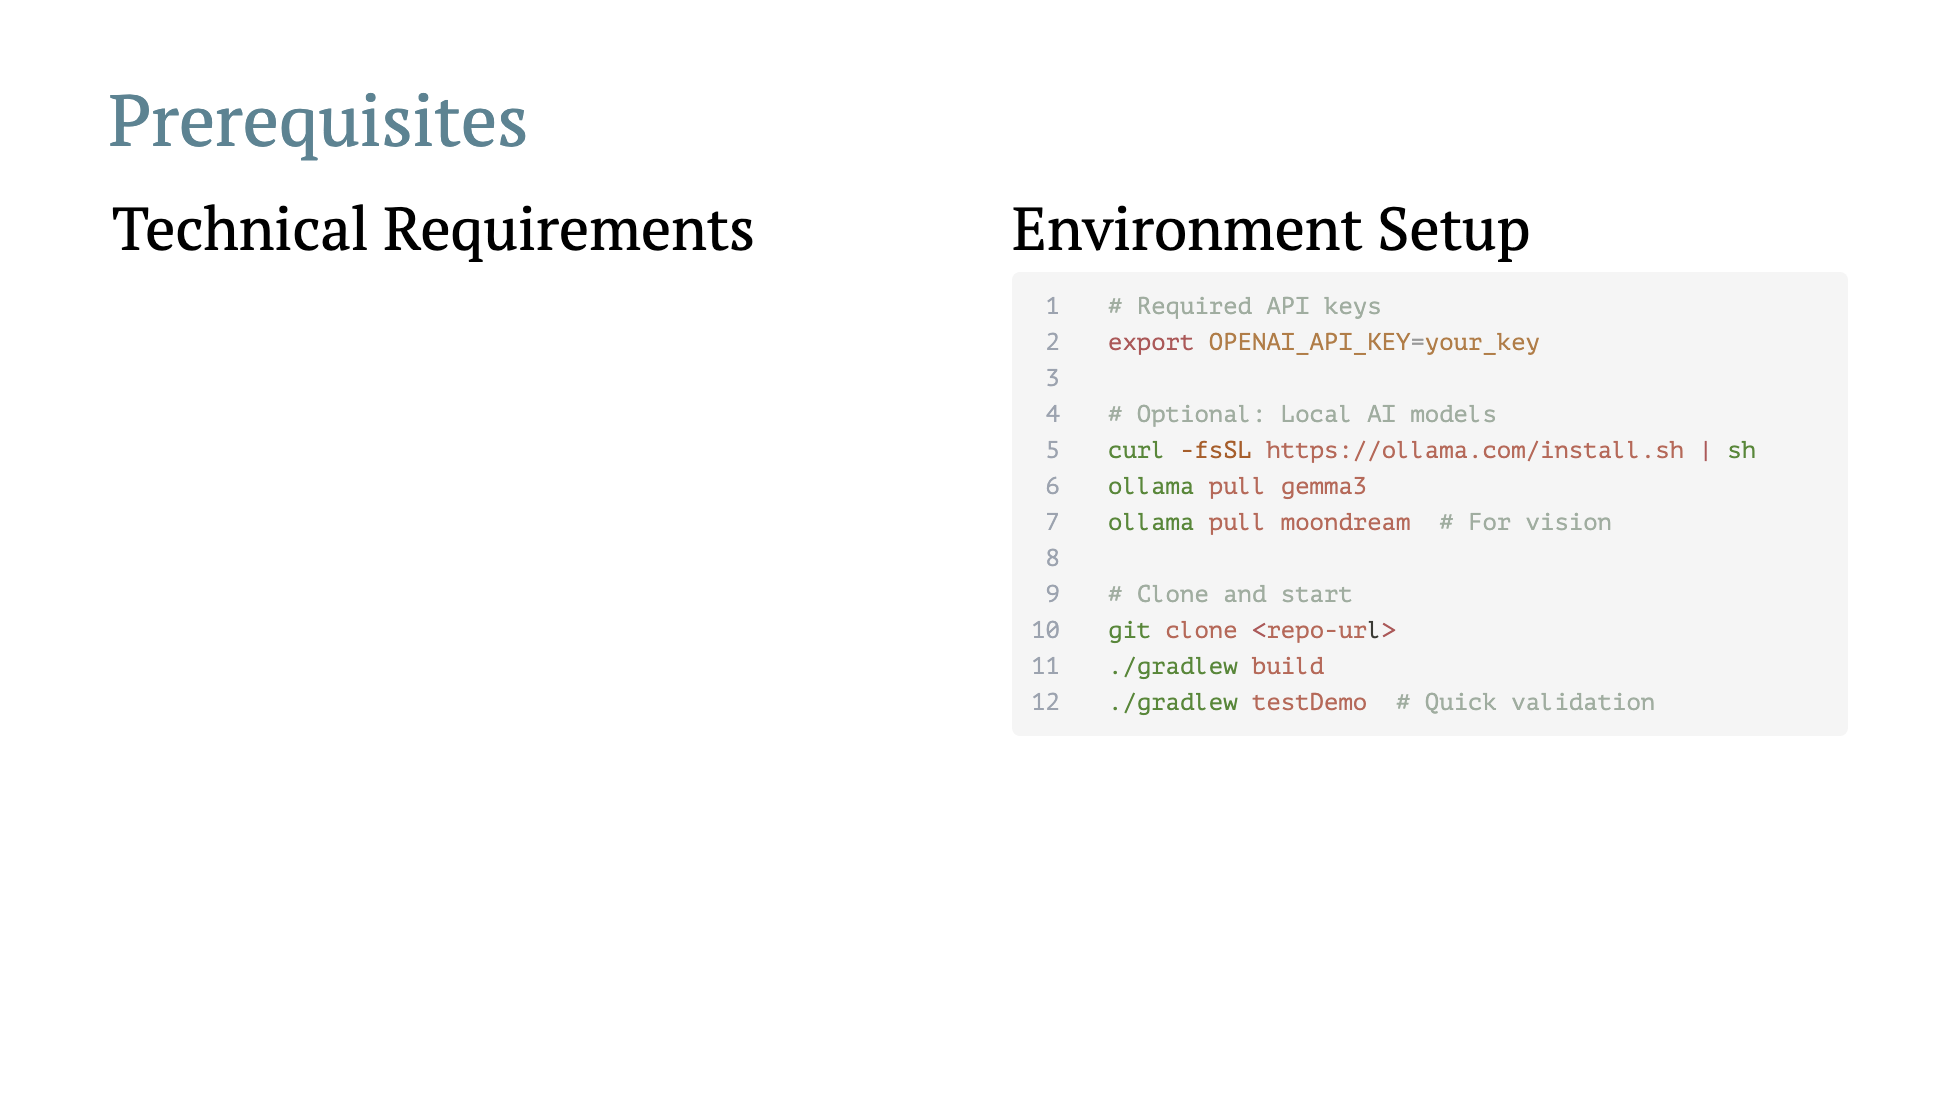 Prerequisites
Technical Requirements
Environment Setup
1 # Required API keys
2 export OPENAI_API_KEY=your_key
3
4 # Optional: Local AI models
5 curl -fsSL https://ollama.com/install.sh | sh
6 ollama pull gemma3
7 ollama pull moondream  # For vision
8
9 # Clone and start
10 git clone <repo-url>
11 ./gradlew build
12 ./gradlew testDemo  # Quick validation